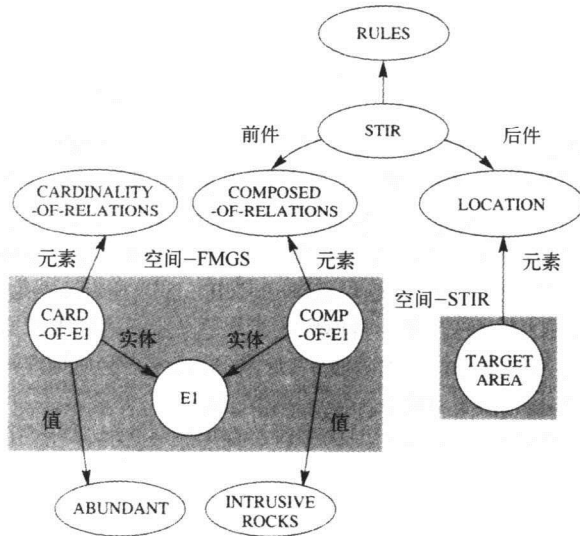 RULES
前件
STIR
后件
CARDINALITY
-OF-RELATIONS
COMPOSED
-OF-RELATIONS
LOCATION
元素
空间-FMGS
元素
元素
空间-STIR
CARD
-OF-E1
实体
实体
COMP
-OF-E1
E1
TARGET
AREA
值
值
ABUNDANT
INTRUSIVE
ROCKS